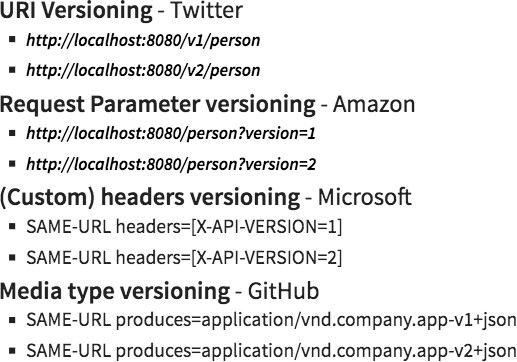 URI Versioning - Twitter
▪ http://localhost:8080/v1/person
▪ http://localhost:8080/v2/person
Request Parameter versioning - Amazon
▪ http://localhost:8080/person?version=1
▪ http://localhost:8080/person?version=2
(Custom) headers versioning - Microsoft
▪ SAME-URL headers=[X-API-VERSION=1]
▪ SAME-URL headers=[X-API-VERSION=2]
Media type versioning - GitHub
▪ SAME-URL produces=application/vnd.company.app-v1+json
▪ SAME-URL produces=application/vnd.company.app-v2+json